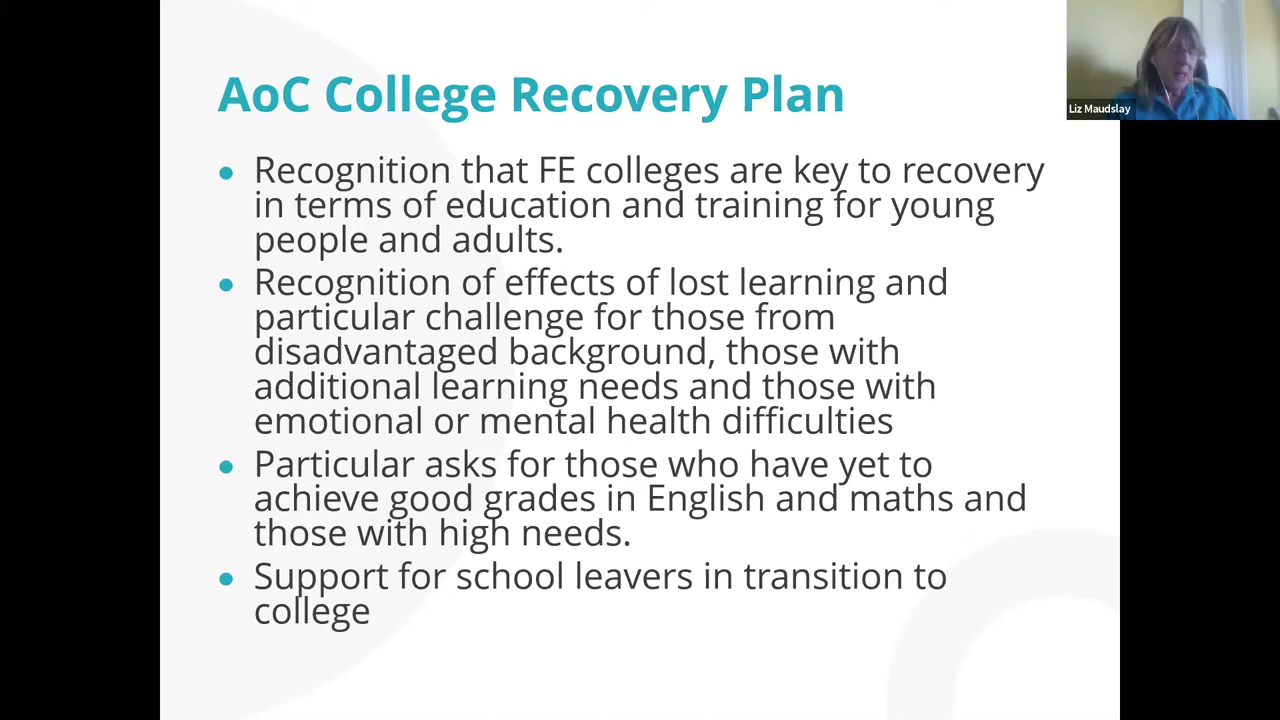 AoC College Recovery Plan
Liz Maudslay
• Recognition that FE colleges are key to recovery
in terms of education and training for young
people and adults.
• Recognition of effects of lost learning and
particular challenge for those from
disadvantaged background, those with
additional learning needs and those with
emotional or mental health difficulties
• Particular asks for those who have yet to
achieve good grades in English and maths and
those with high needs.
• Support for school leavers in transition to
college